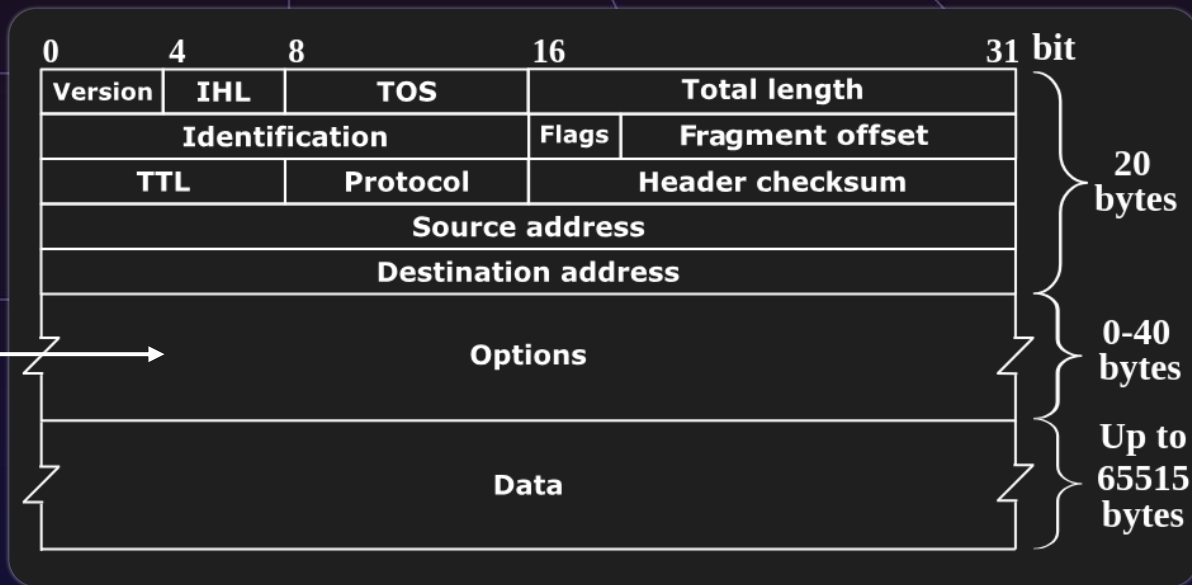 0 4 8 16 31 bit
Version IHL TOS Total length
Identification Flags Fragment offset
TTL Protocol Header checksum
Source address
Destination address
20
bytes
Options
0-40
bytes
Data
Up to
65515
bytes